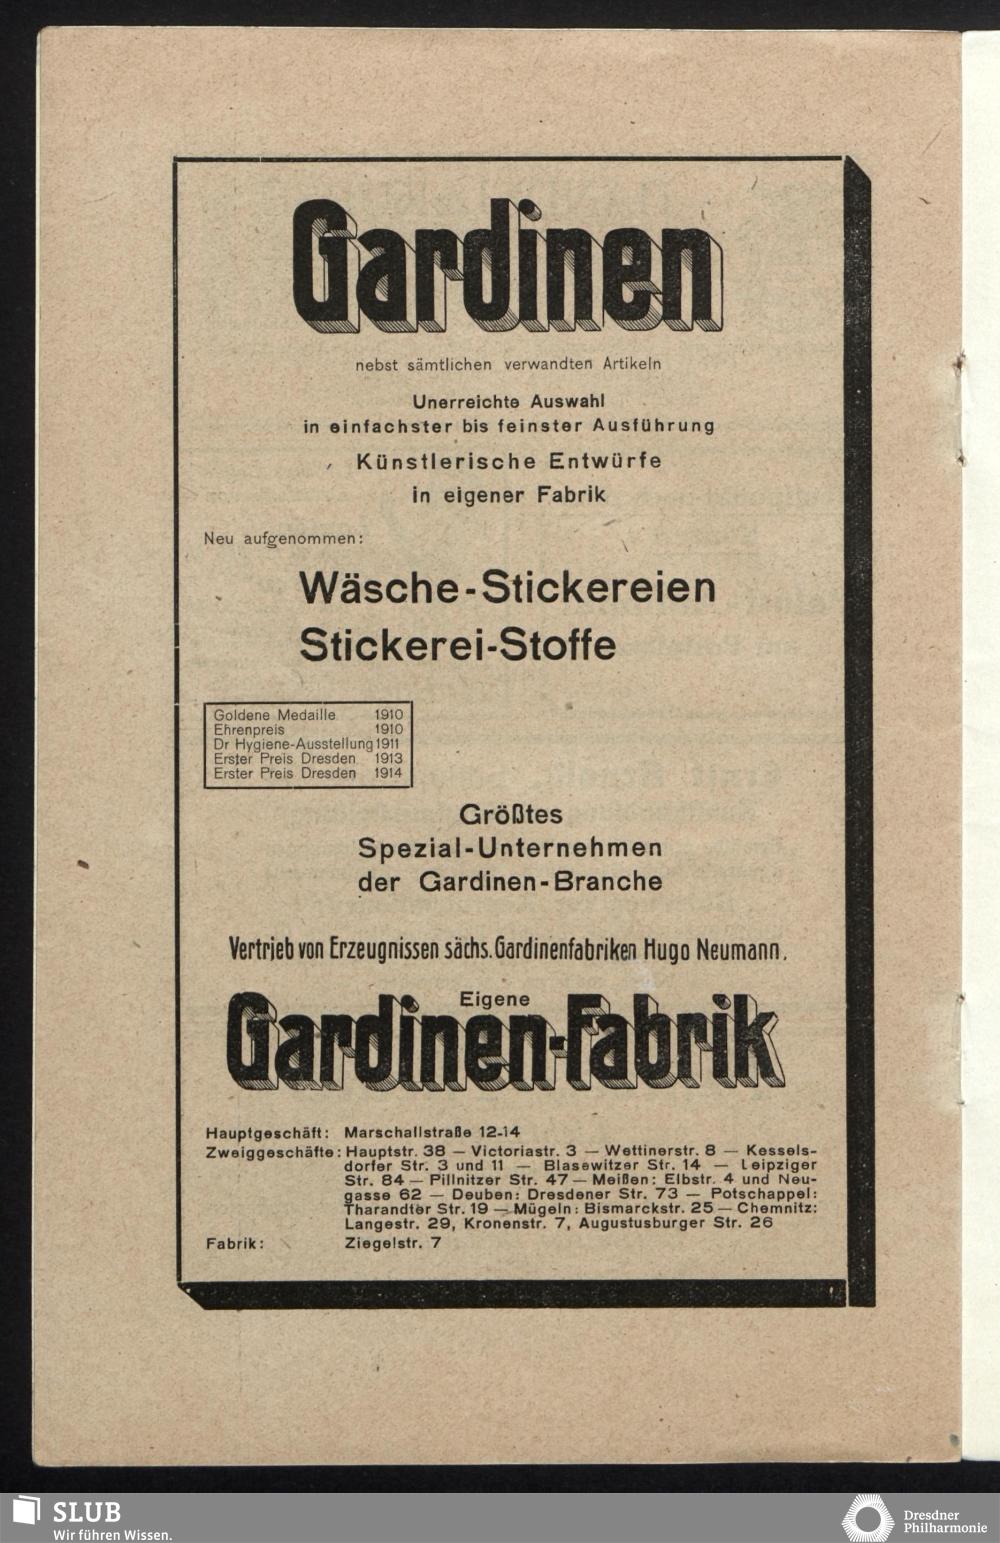 Gardinen
nebst sämtlichen verwandten Artikeln
Unerreichte Auswahl
in einfachster bis feinster Ausführung
Künstlerische Entwürfe
in eigener Fabrik
Neu aufgenommen:
Wäsche-Stickereien
Stickerei-Stoffe
Goldene Medaille 1910
Ehrenpreis 1910
Dr Hygiene-Ausstellung 1911
Erster Preis Dresden 1913
Erster Preis Dresden 1914
Größtes
Spezial-Unternehmen
der Gardinen-Branche
Vertrieb von Erzeugnissen sächs. Gardinenfabriken Hugo Neumann.
Eigene
Gardinen-Fabrik
Hauptgeschäft: Marschallstraße 12-14
Zweiggeschäfte: Hauptstr. 38 — Victoriastr. 3 — Wettinerstr. 8 — Kessels-
dorfer Str. 3 und 11 — Blasewitzer Str. 14 — Leipziger
Str. 84 — Pillnitzer Str. 47 — Meißen: Elbstr. 4 und Neu-
gasse 62 — Deuben: Dresdener Str. 73 — Potschappel:
Tharandter Str. 19 — Mügeln: Bismarckstr. 25 — Chemnitz:
Langestr. 29, Kronenstr. 7, Augustusburger Str. 26
Fabrik: Ziegelstr. 7
SLUB
Wir führen Wissen.
Dresdner
Philharmonie